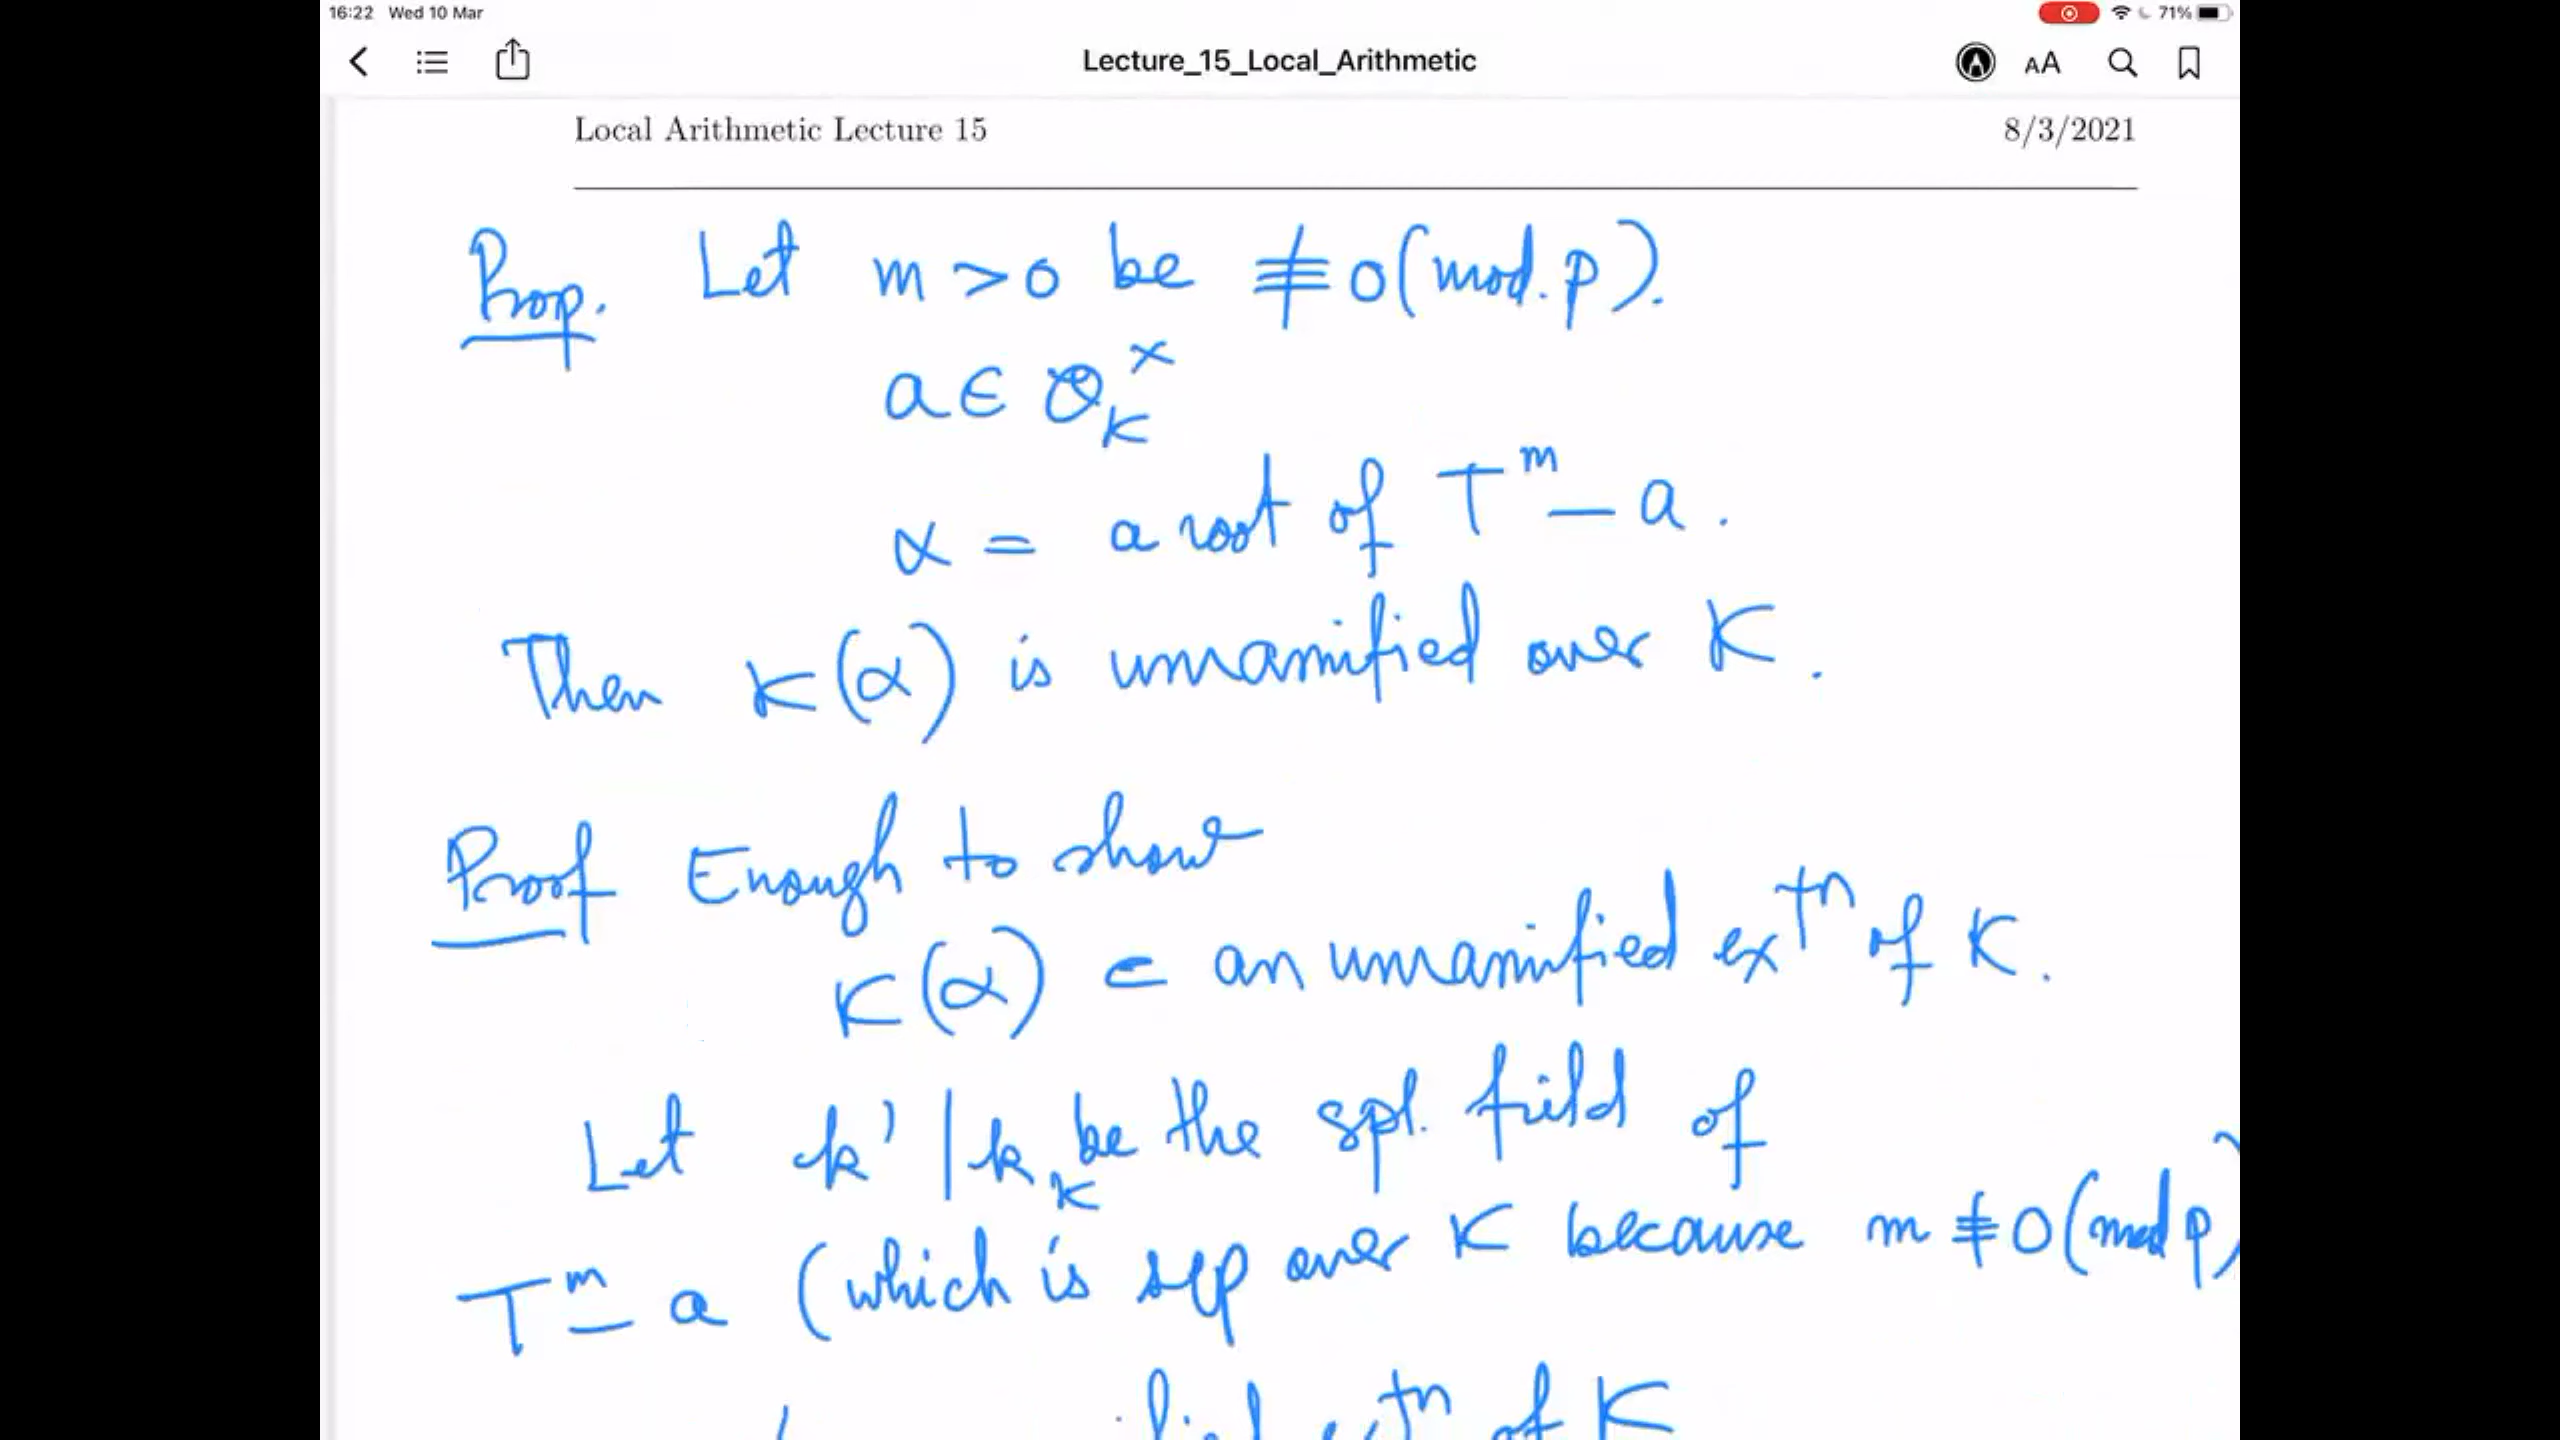 16:22 Wed 10 Mar
71%
Lecture_15_Local_Arithmetic
AA
Local Arithmetic Lecture 15 8/3/2021
Prop. Let m > 0 be ≢ 0 (mod. p).
a ∈ 𝒪_K^×
α = a root of T^m − a.
Then K(α) is unramified over K.
Proof Enough to show
K(α) ⊂ an unramified ext^n of K.
Let k' | k_K be the spl. field of
T^m − a (which is sep over K because m ≢ 0 (mod p)
ext^n of K